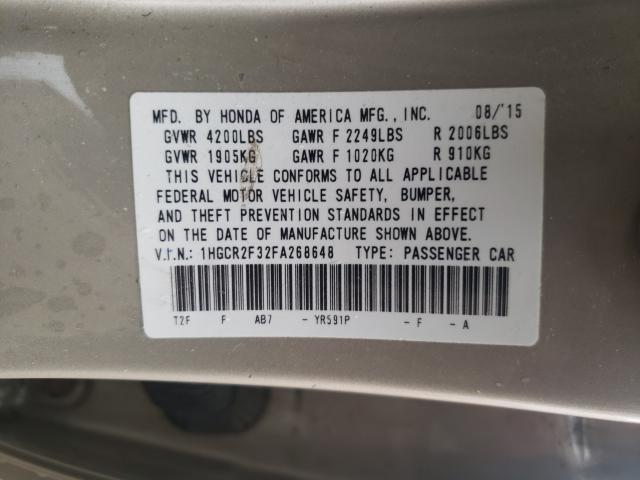 MFD. BY HONDA OF AMERICA MFG., INC. 08/'15
GVWR 4200LBS GAWR F 2249LBS R 2006LBS
GVWR 1905KG GAWR F 1020KG R 910KG
THIS VEHICLE CONFORMS TO ALL APPLICABLE
FEDERAL MOTOR VEHICLE SAFETY, BUMPER,
AND THEFT PREVENTION STANDARDS IN EFFECT
ON THE DATE OF MANUFACTURE SHOWN ABOVE.
V.I.N.: 1HGCR2F32FA268648 TYPE: PASSENGER CAR
T2F F AB7 - YR591P - F - A